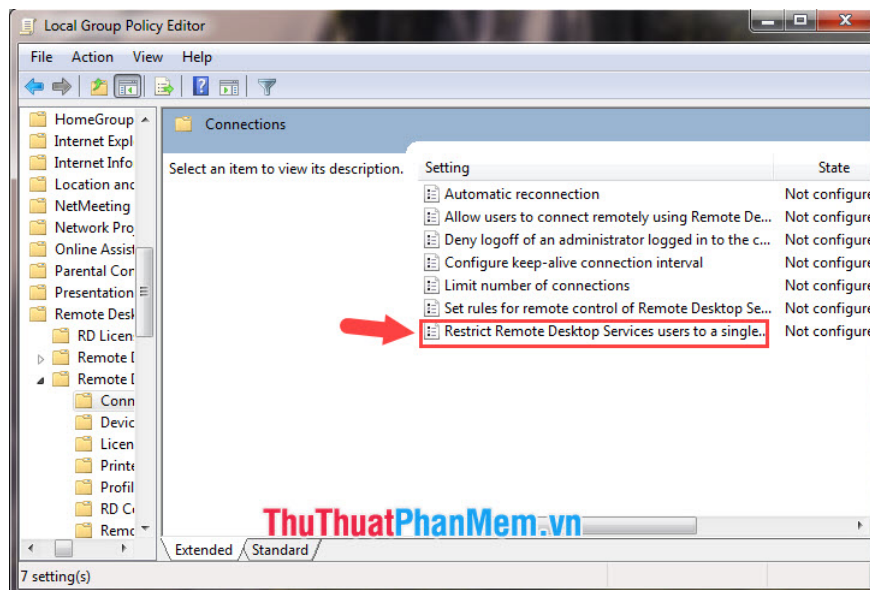 Local Group Policy Editor
File Action View Help
HomeGroup
Internet Expl
Internet Info
Location and
NetMeeting
Network Pro
Online Assist
Parental Con
Presentation
Remote Desk
RD Licen
Remote D
Remote D
Conn
Devic
Licen
Printe
Profil
RD Co
Remo
Connections
Select an item to view its description.
Setting State
Automatic reconnection Not configure
Allow users to connect remotely using Remote De... Not configure
Deny logoff of an administrator logged in to the c... Not configure
Configure keep-alive connection interval Not configure
Limit number of connections Not configure
Set rules for remote control of Remote Desktop Se... Not configure
Restrict Remote Desktop Services users to a single... Not configure
ThuThuatPhanMem.vn
Extended Standard
7 setting(s)